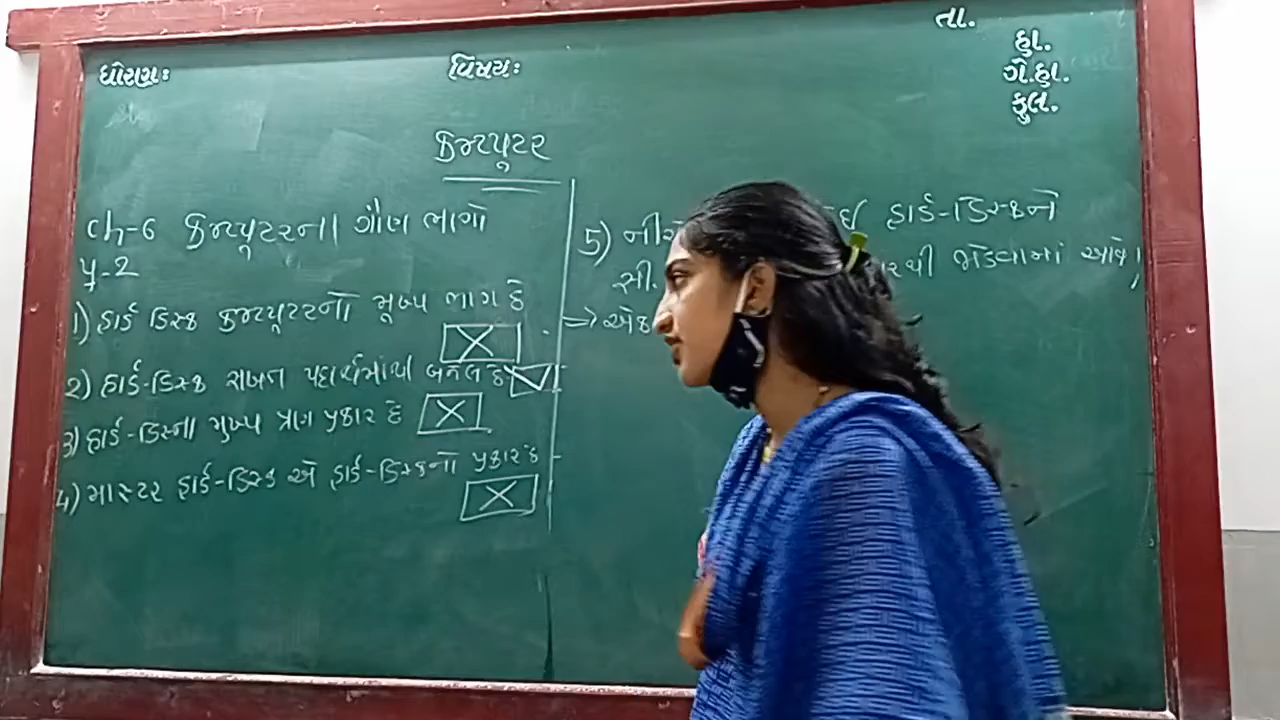 તા.
ધોરણ:
વિષય:
હા.
ગે.હા.
કુલ.
કમ્પ્યૂટર
ch-6 કમ્પ્યૂટરના ગૌણ ભાગો
પ્ર-2
1) હાર્ડ ડિસ્ક કમ્પ્યૂટરનો મૂખ્ય ભાગ છે
2) હાર્ડ-ડિસ્ક સખત પદાર્થમાંથી બનેલ છે
3) હાર્ડ-ડિસ્ના મુખ્ય ત્રણ પ્રકાર છે
4) માસ્ટર હાર્ડ-ડિસ્ક એ હાર્ડ-ડિસ્કનો પ્રકાર છે
5) હાર્ડ-ડિસ્કને
સી. જોડવામાં આવે
⇒ એક